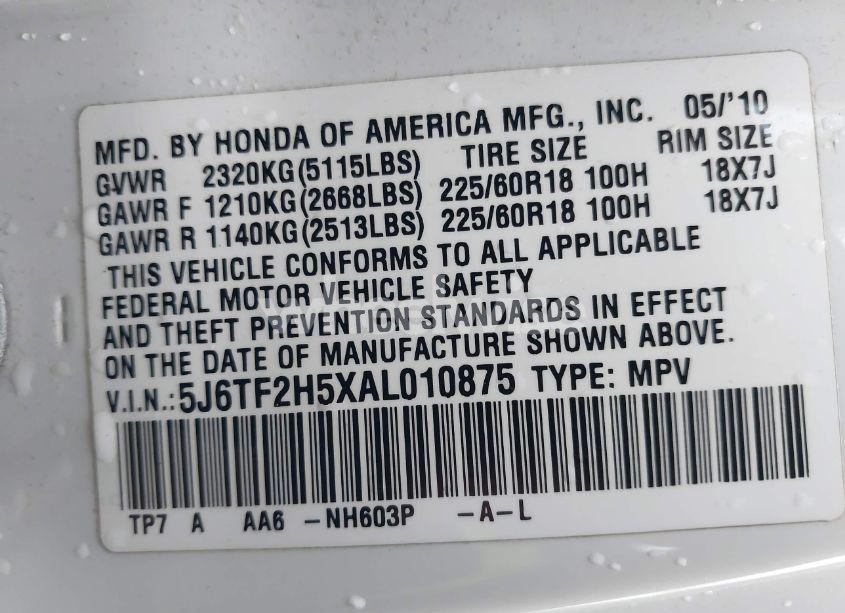 MFD. BY HONDA OF AMERICA MFG., INC. 05/'10
GVWR 2320KG(5115LBS) TIRE SIZE RIM SIZE
GAWR F 1210KG(2668LBS) 225/60R18 100H 18X7J
GAWR R 1140KG(2513LBS) 225/60R18 100H 18X7J
THIS VEHICLE CONFORMS TO ALL APPLICABLE
FEDERAL MOTOR VEHICLE SAFETY
AND THEFT PREVENTION STANDARDS IN EFFECT
ON THE DATE OF MANUFACTURE SHOWN ABOVE.
V.I.N.:5J6TF2H5XAL010875 TYPE: MPV
TP7 A AA6 -NH603P -A-L